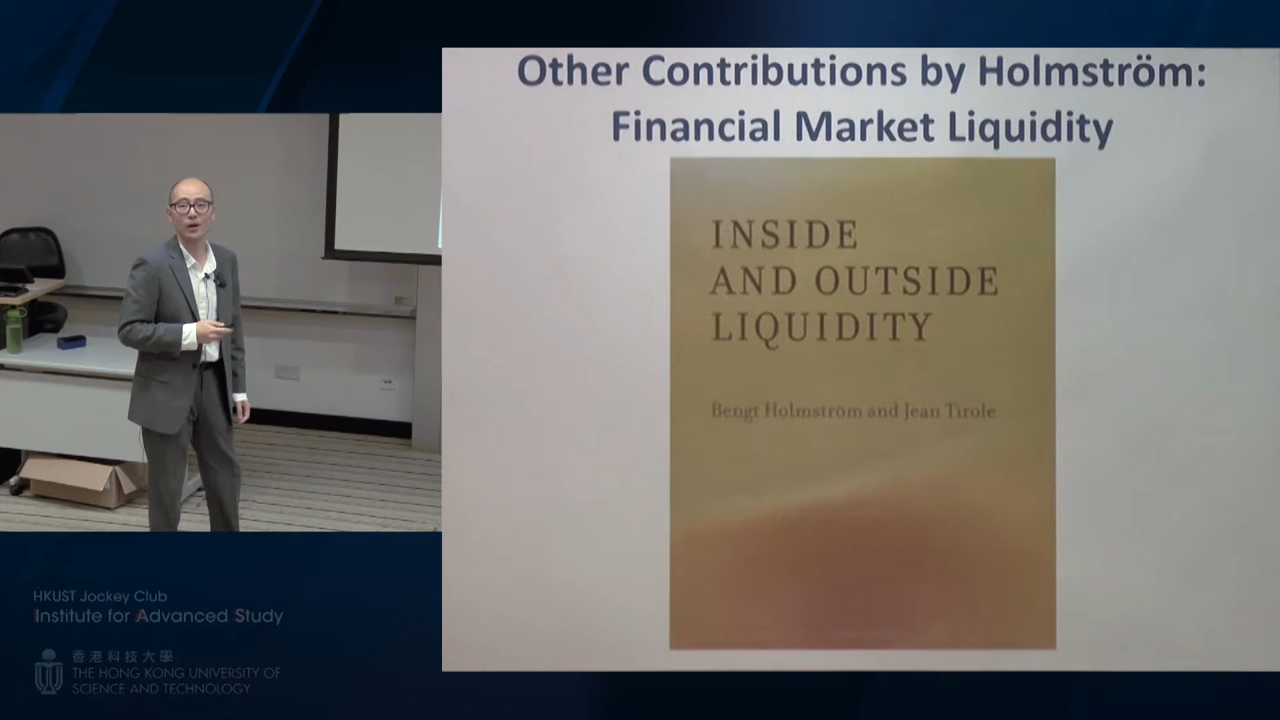 Other Contributions by Holmström:
Financial Market Liquidity
INSIDE
AND OUTSIDE
LIQUIDITY
Bengt Holmström and Jean Tirole
HKUST Jockey Club
Institute for Advanced Study
香港科技大學
THE HONG KONG UNIVERSITY OF
SCIENCE AND TECHNOLOGY